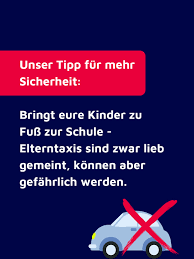 Unser Tipp für mehr
Sicherheit:
Bringt eure Kinder zu
Fuß zur Schule -
Elterntaxis sind zwar lieb
gemeint, können aber
gefährlich werden.